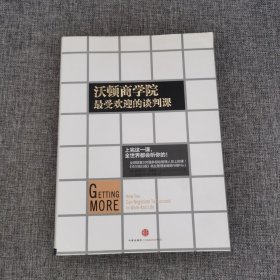 沃顿商学院
最受欢迎的谈判课
上完这一课，
全世界都会听你的！
GETTING
MORE
How You
Can Negotiate to Succeed
in Work and Life